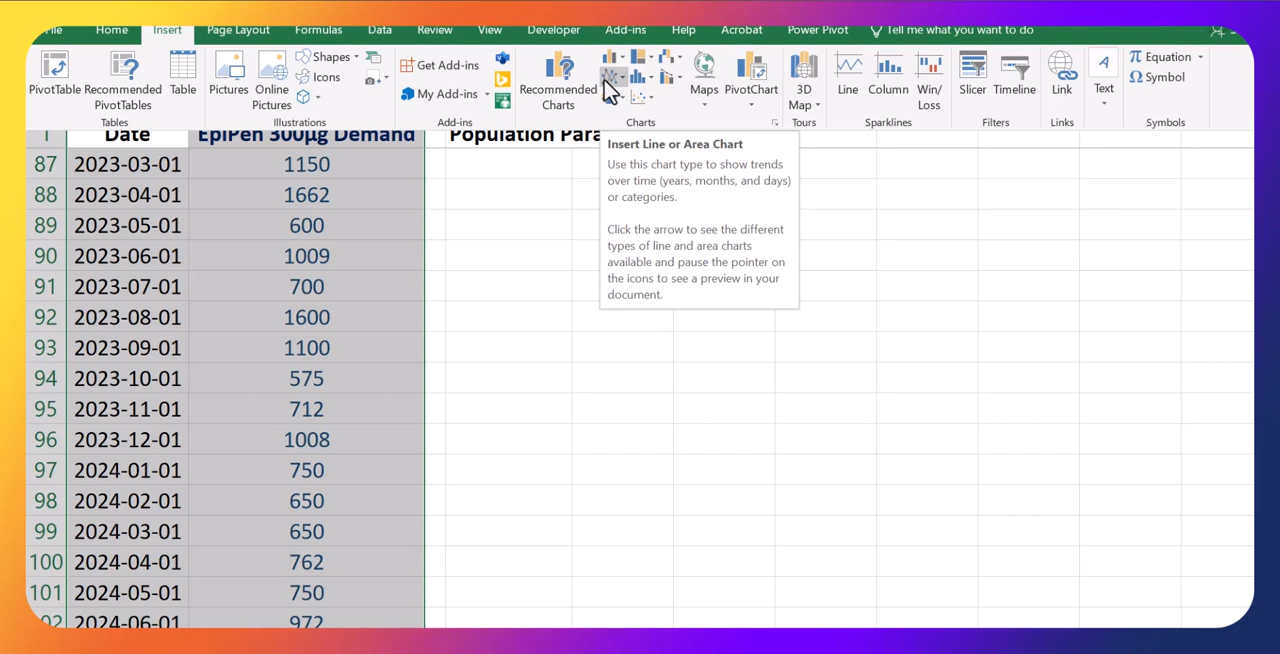 File Home Insert Page Layout Formulas Data Review View Developer Add-ins Help Acrobat Power Pivot Tell me what you want to do
PivotTable Recommended PivotTables Table Pictures Online Pictures Shapes Icons Get Add-ins My Add-ins Recommended Charts Maps PivotChart 3D Map Line Column Win/Loss Slicer Timeline Link Text Equation Symbol
Tables Illustrations Add-ins Charts Tours Sparklines Filters Links Symbols
1 Date EpiPen 300µg Demand Population Para
Insert Line or Area Chart
Use this chart type to show trends
over time (years, months, and days)
or categories.
Click the arrow to see the different
types of line and area charts
available and pause the pointer on
the icons to see a preview in your
document.
87 2023-03-01 1150
88 2023-04-01 1662
89 2023-05-01 600
90 2023-06-01 1009
91 2023-07-01 700
92 2023-08-01 1600
93 2023-09-01 1100
94 2023-10-01 575
95 2023-11-01 712
96 2023-12-01 1008
97 2024-01-01 750
98 2024-02-01 650
99 2024-03-01 650
100 2024-04-01 762
101 2024-05-01 750
102 2024-06-01 972